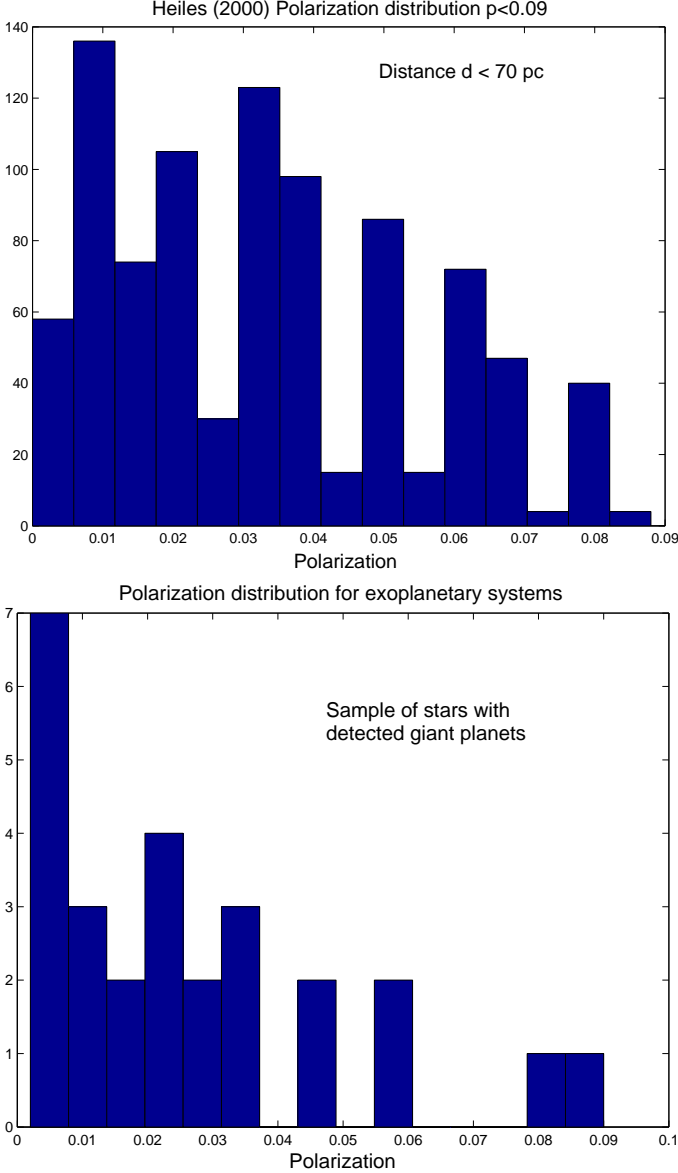 Heiles (2000) Polarization distribution p<0.09
140
Distance d < 70 pc
120
100
80
60
40
20
0
0 0.01 0.02 0.03 0.04 0.05 0.06 0.07 0.08 0.09
Polarization
Polarization distribution for exoplanetary systems
7
6
Sample of stars with
detected giant planets
5
4
3
2
1
0
0 0.01 0.02 0.03 0.04 0.05 0.06 0.07 0.08 0.09 0.1
Polarization